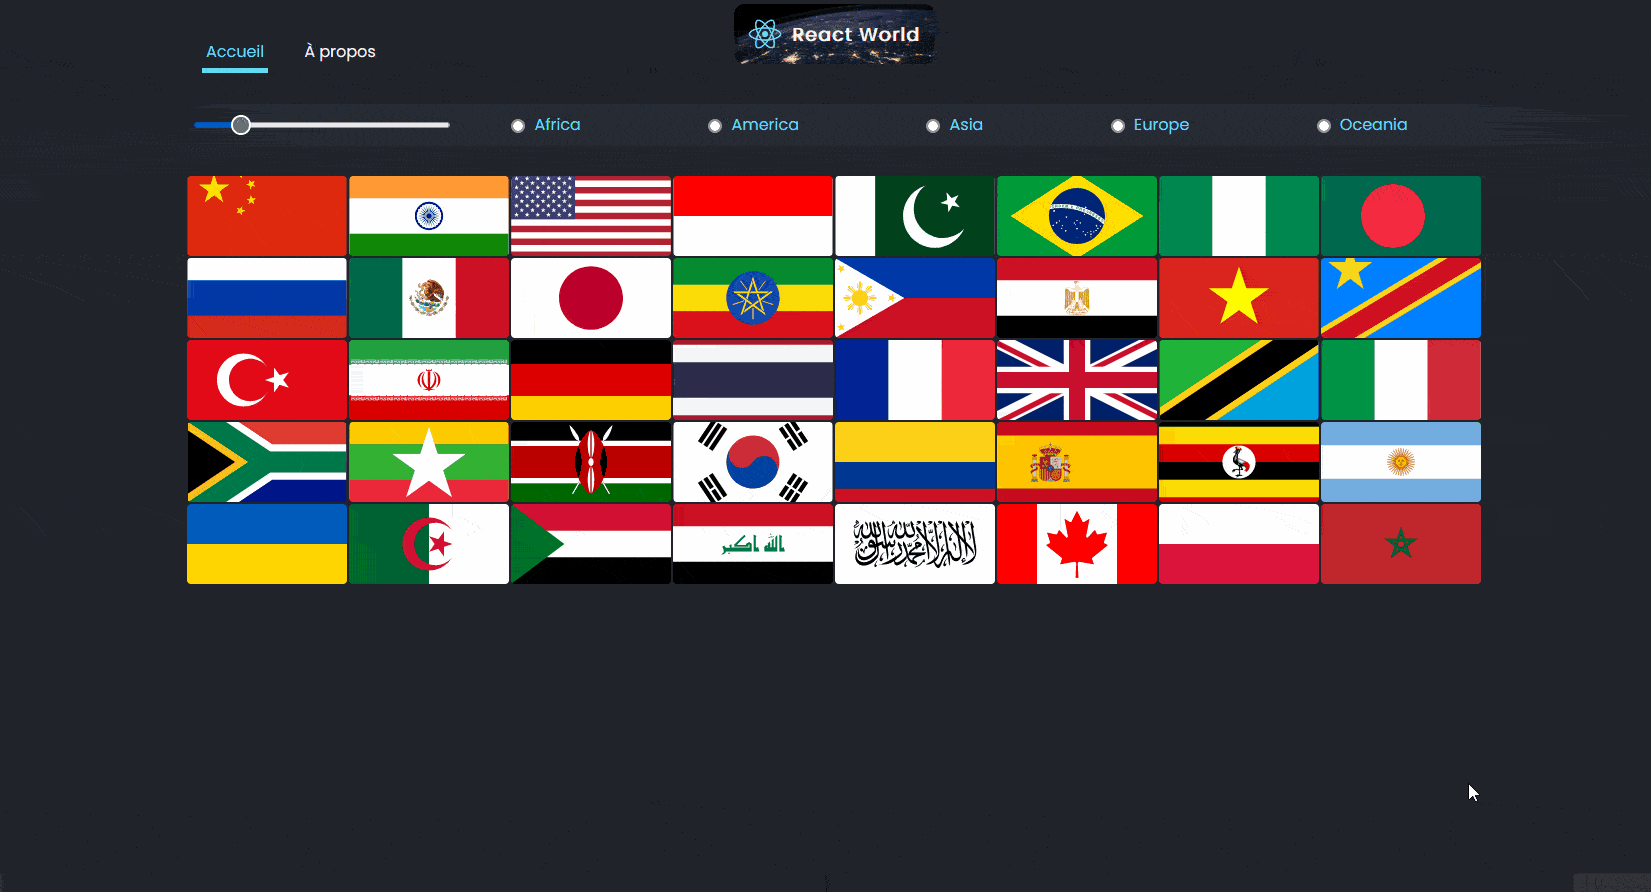 React World
Accueil
À propos
Africa
America
Asia
Europe
Oceania
الله اكبر
لا إله إلا الله محمد رسول الله